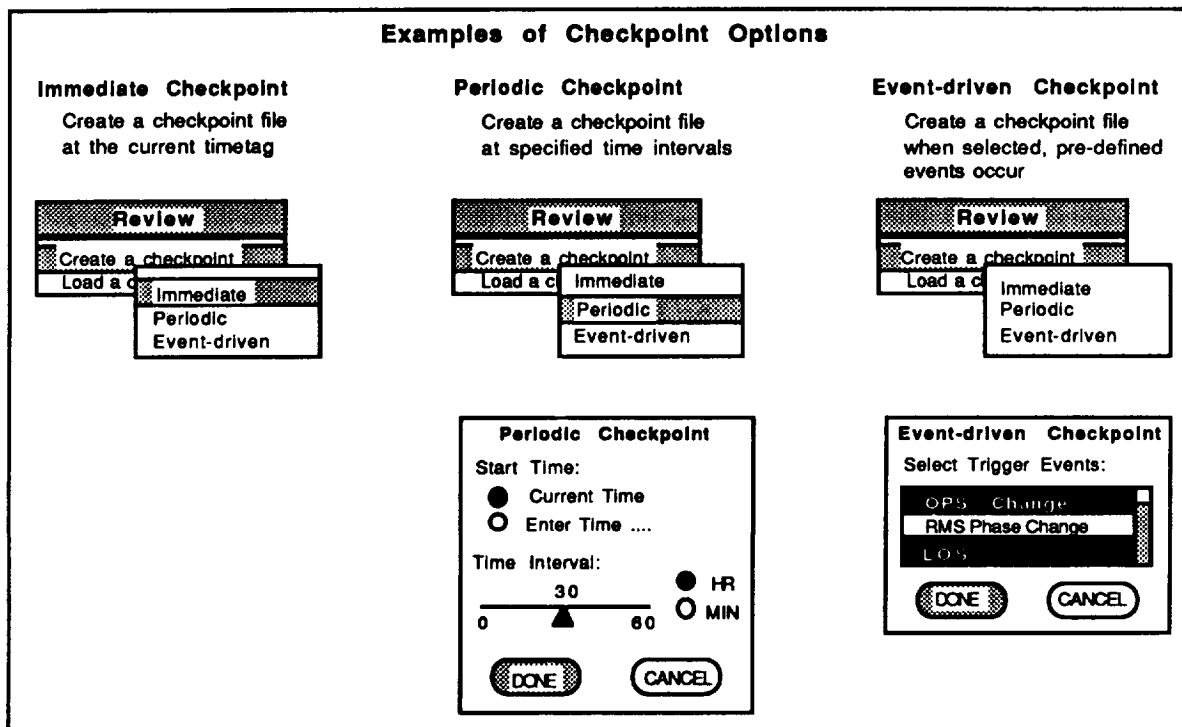 Examples of Checkpoint Options
Immediate Checkpoint
Create a checkpoint file
at the current timetag
Review
Create a checkpoint
Load a c
Immediate
Periodic
Event-driven
Periodic Checkpoint
Create a checkpoint file
at specified time intervals
Review
Create a checkpoint
Load a c
Immediate
Periodic
Event-driven
Periodic Checkpoint
Start Time:
Current Time
Enter Time ....
Time Interval:
30
0 60
HR
MIN
DONE CANCEL
Event-driven Checkpoint
Create a checkpoint file
when selected, pre-defined
events occur
Review
Create a checkpoint
Load a c
Immediate
Periodic
Event-driven
Event-driven Checkpoint
Select Trigger Events:
OPS Change
RMS Phase Change
LOS
DONE CANCEL